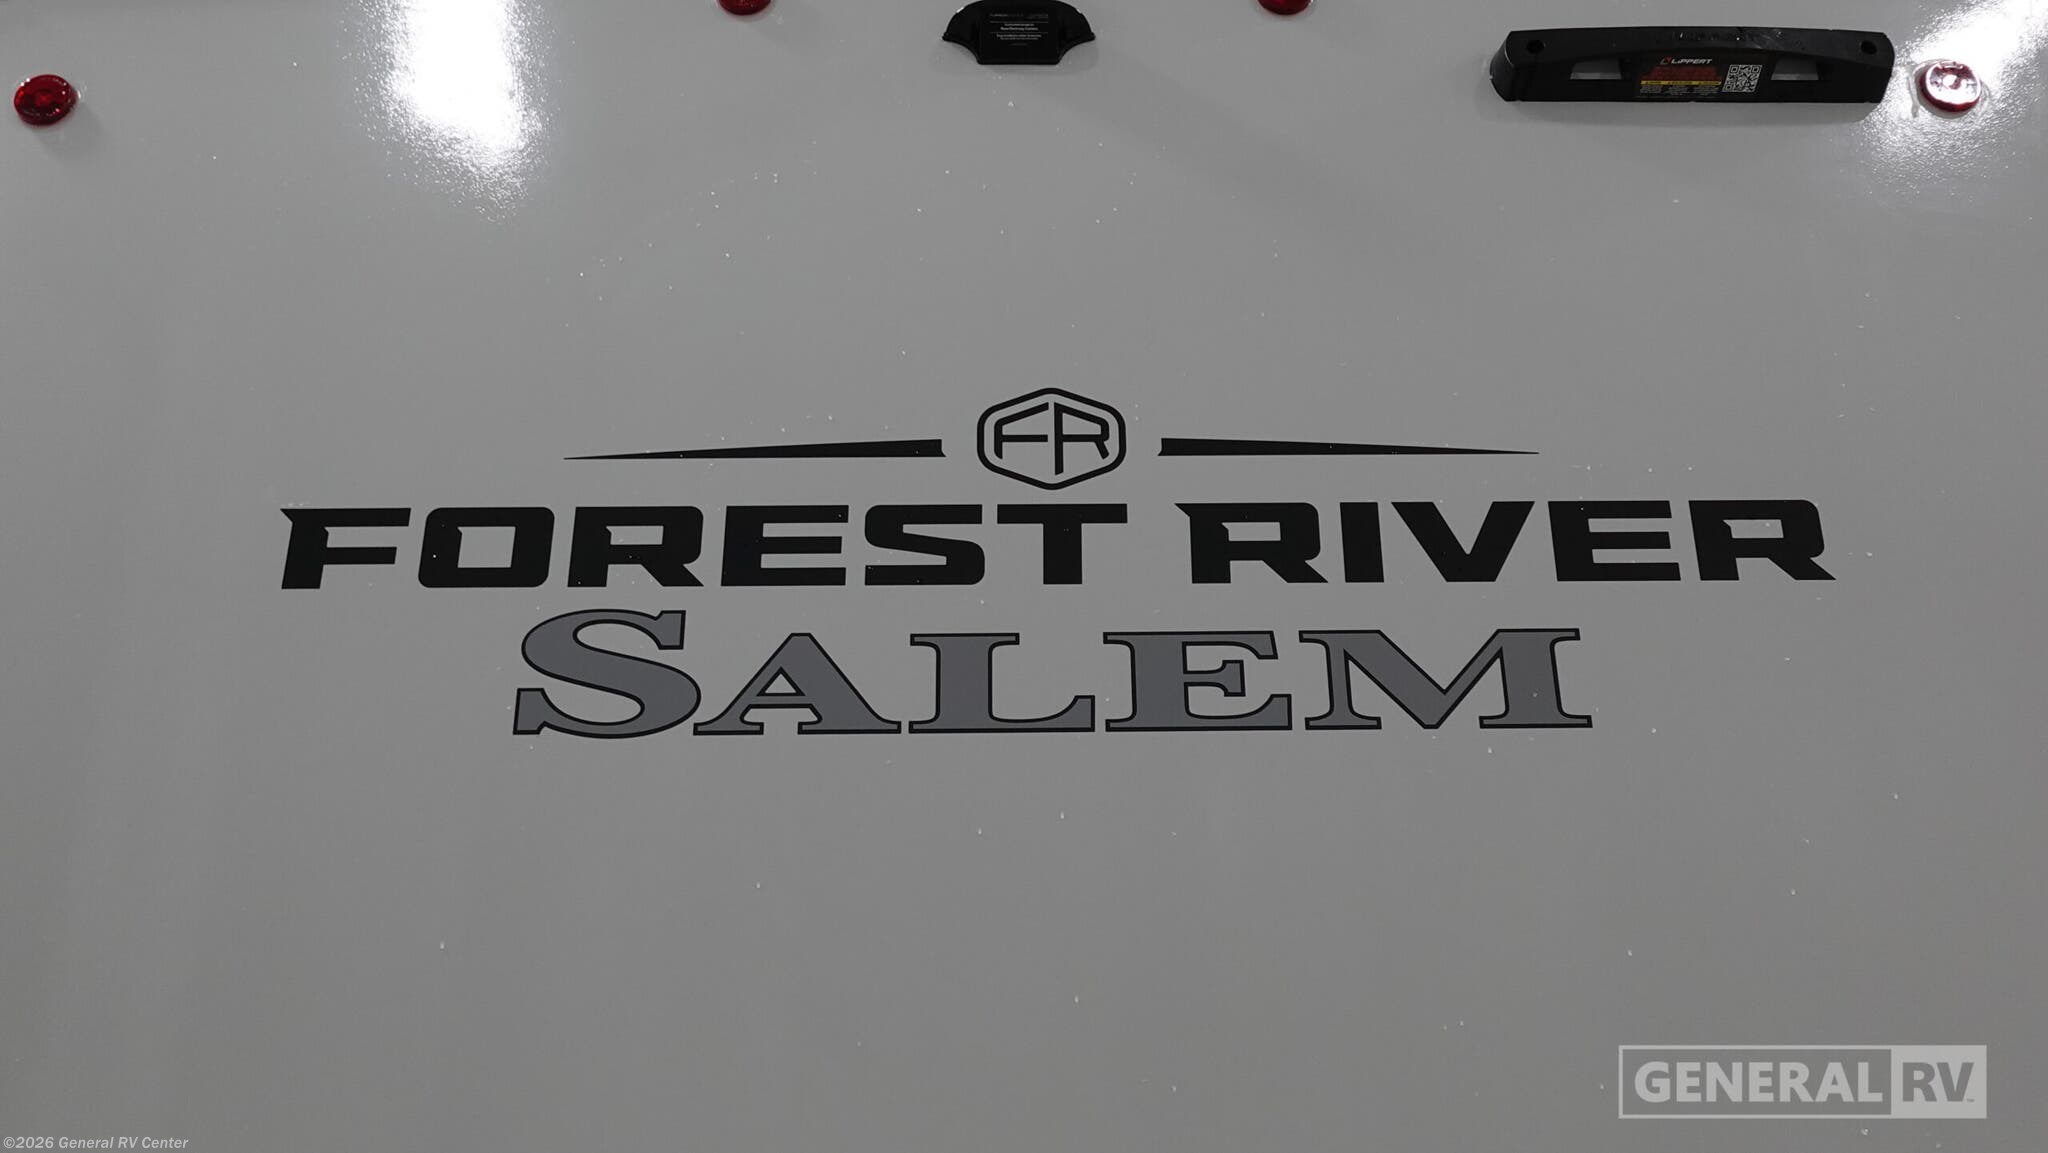 LIPPERT
FR
FOREST RIVER
SALEM
GENERAL RV
©2026 General RV Center